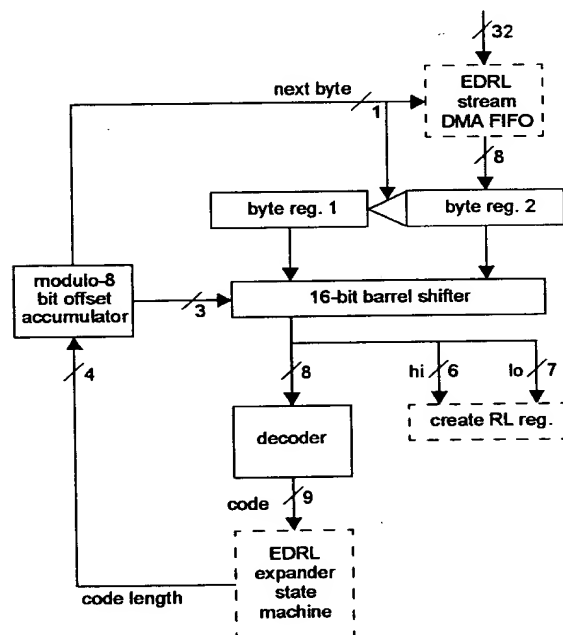 32
EDRL
stream
DMA FIFO
next byte
1
8
byte reg. 1
byte reg. 2
modulo-8
bit offset
accumulator
3
16-bit barrel shifter
4
8
hi 6
lo 7
decoder
create RL reg.
code 9
EDRL
expander
state
machine
code length